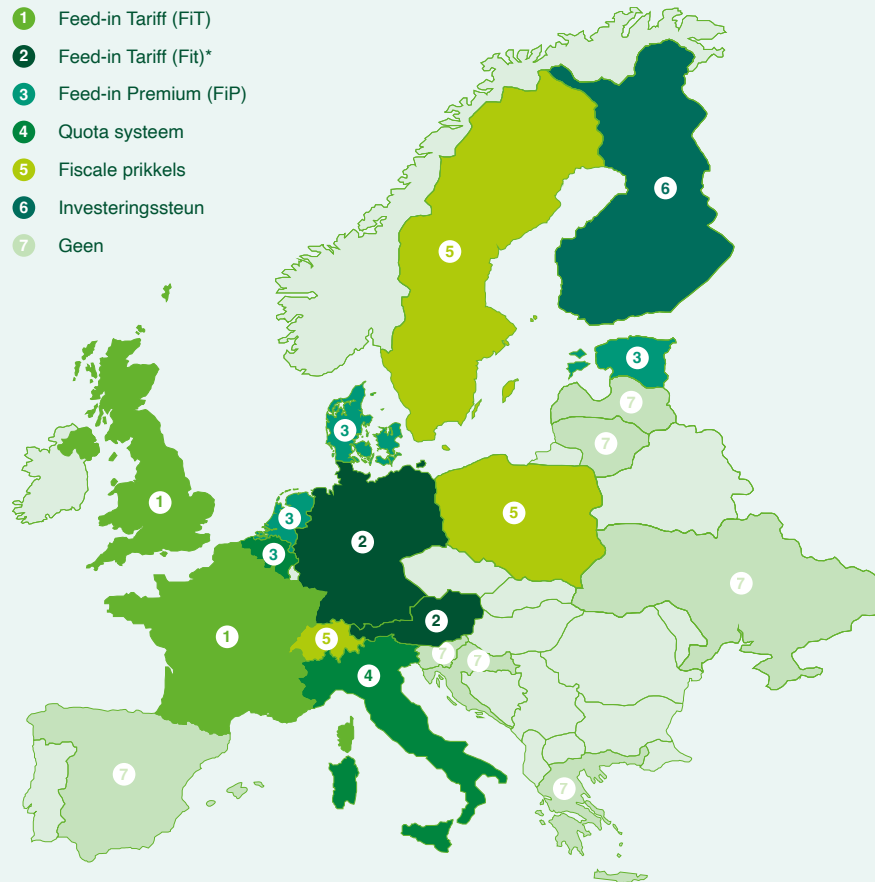 1 Feed-in Tariff (FiT)
2 Feed-in Tariff (Fit)*
3 Feed-in Premium (FiP)
4 Quota systeem
5 Fiscale prikkels
6 Investeringssteun
7 Geen
6
5
3
7
3
7
1
5
3
2
3
7
2
1
5
7
7
4
7
7